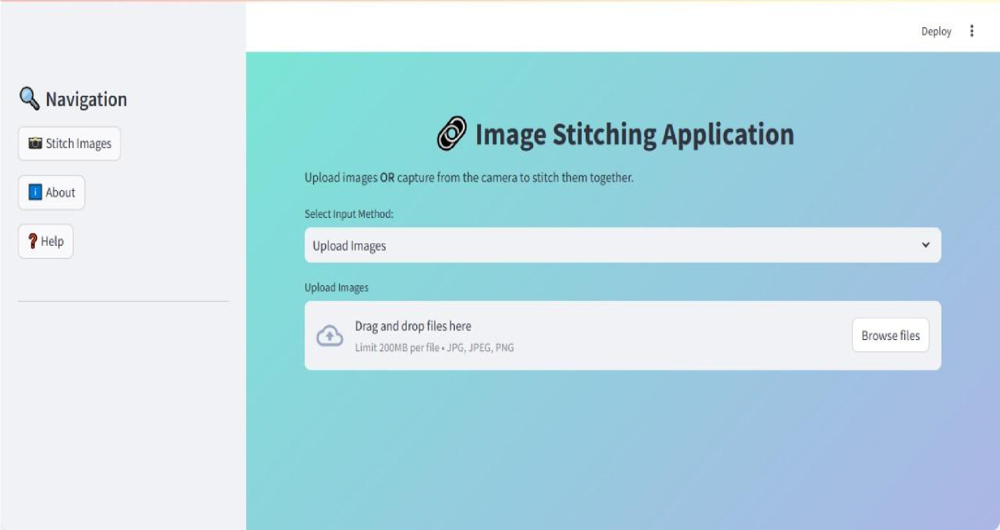 Deploy
Navigation
Stitch Images
About
Help
Image Stitching Application
Upload images OR capture from the camera to stitch them together.
Select Input Method:
Upload Images
Upload Images
Drag and drop files here
Limit 200MB per file • JPG, JPEG, PNG
Browse files